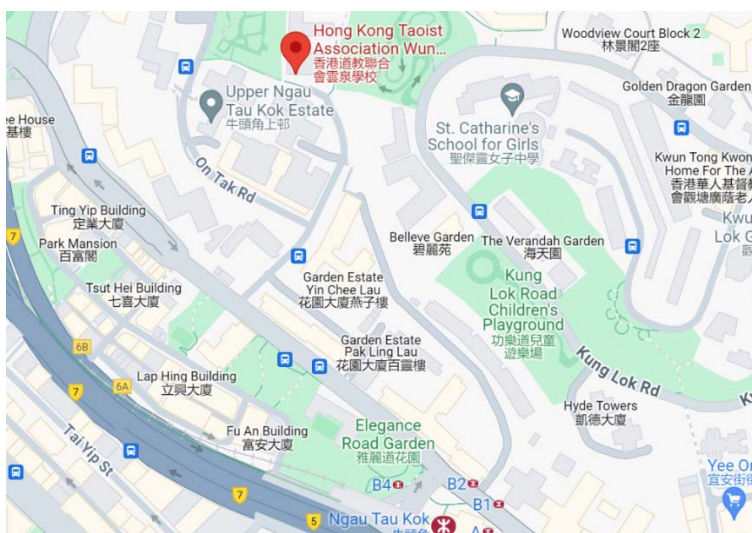 Hong Kong Taoist
Association Wun...
香港道教聯合
會雲泉學校
Woodview Court Block 2
林景閣2座
Golden Dragon Garden
金龍園
Upper Ngau
Tau Kok Estate
牛頭角上邨
St. Catharine's
School for Girls
聖傑靈女子中學
ee House
基樓
On Tak Rd
Kwun Tong Kwon
Home For The A
香港華人基督
會觀塘廣蔭老人
Kwu
Lok G
Ting Yip Building
定業大廈
7
Park Mansion
百富閣
Belleve Garden
碧麗苑
The Verandah Garden
海天園
Tsut Hei Building
七喜大廈
Garden Estate
Yin Chee Lau
花園大廈燕子樓
Kung
Lok Road
Children's
Playground
功樂道兒童
遊樂場
6B
Garden Estate
Pak Ling Lau
花園大廈百靈樓
Kung Lok Rd
K
7
6A
Lap Hing Building
立興大廈
Hyde Towers
凱德大廈
Fu An Building
富安大廈
Elegance
Road Garden
雅麗道花園
Tai Yip St
Yee On
宜安街街
B4
B2
B1
7
5
Ngau Tau Kok
牛頭角
A